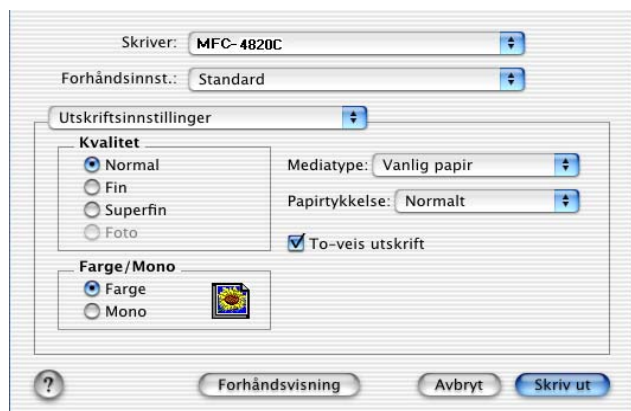 Skriver: MFC-4820C
Forhåndsinnst.: Standard
Utskriftsinnstillinger
Kvalitet
Normal
Fin
Superfin
Foto
Mediatype: Vanlig papir
Papirtykkelse: Normalt
To-veis utskrift
Farge/Mono
Farge
Mono
?
Forhåndsvisning
Avbryt
Skriv ut